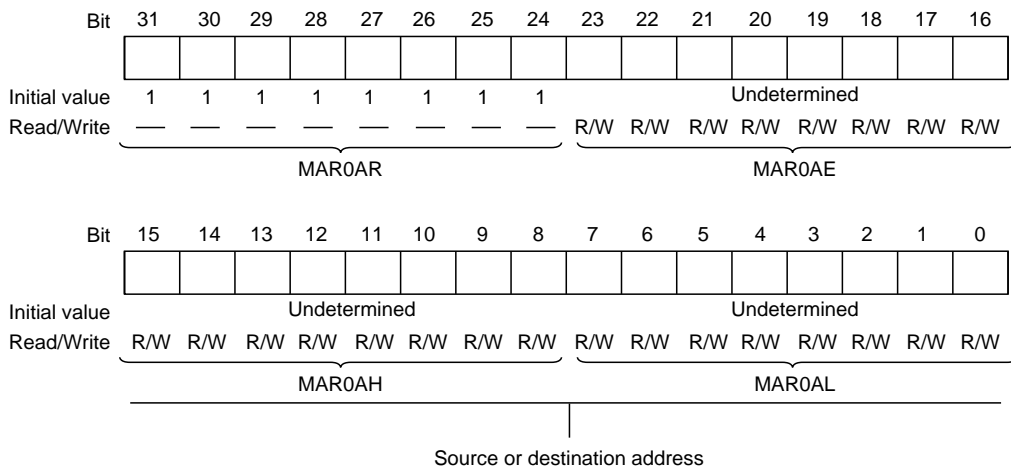 Bit 31 30 29 28 27 26 25 24 23 22 21 20 19 18 17 16
Initial value 1 1 1 1 1 1 1 1 Undetermined
Read/Write — — — — — — — — R/W R/W R/W R/W R/W R/W R/W R/W
MAR0AR MAR0AE
Bit 15 14 13 12 11 10 9 8 7 6 5 4 3 2 1 0
Initial value Undetermined Undetermined
Read/Write R/W R/W R/W R/W R/W R/W R/W R/W R/W R/W R/W R/W R/W R/W R/W R/W
MAR0AH MAR0AL
Source or destination address